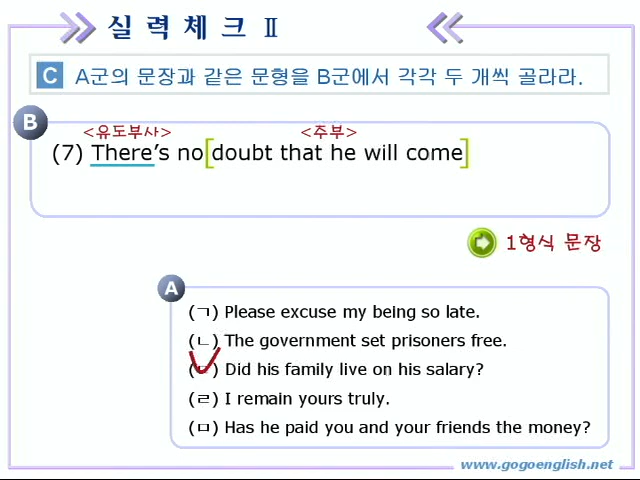 실 력 체 크 Ⅱ
C A군의 문장과 같은 문형을 B군에서 각각 두 개씩 골라라.
B
<유도부사> <주부>
(7) There's no[doubt that he will come]
1형식 문장
A
(ㄱ) Please excuse my being so late.
(ㄴ) The government set prisoners free.
(ㄷ) Did his family live on his salary?
(ㄹ) I remain yours truly.
(ㅁ) Has he paid you and your friends the money?
www.gogoenglish.net